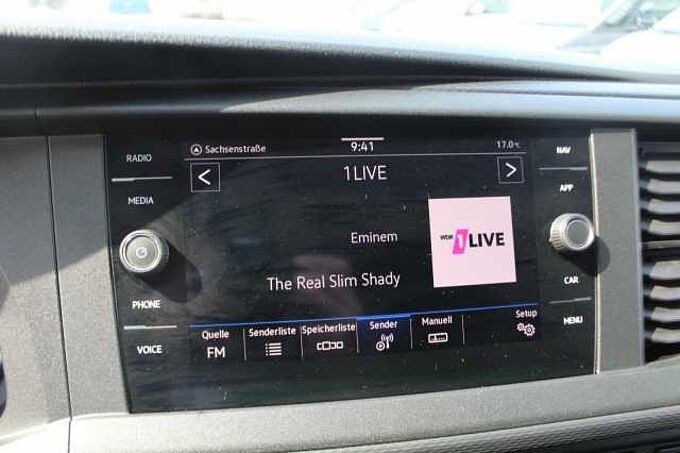 RADIO
MEDIA
PHONE
VOICE
Sachsenstraße
9:41
17.0°C
1LIVE
Eminem
The Real Slim Shady
WDR 1LIVE
Quelle
FM
Senderliste
Speicherliste
Sender
Manuell
Setup
NAV
APP
CAR
MENU